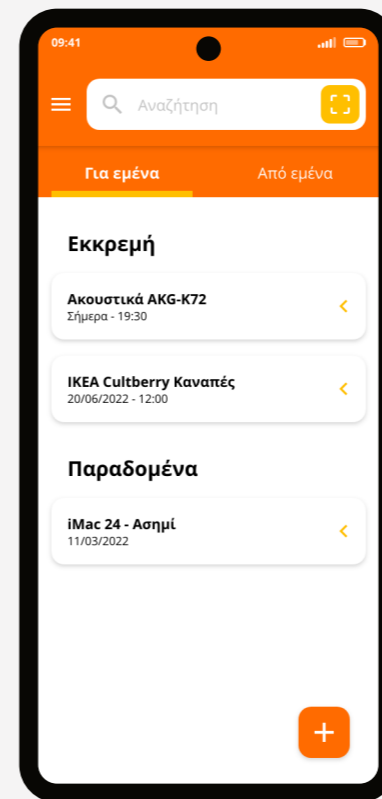 09:41
Αναζήτηση
Για εμένα
Από εμένα
Εκκρεμή
Ακουστικά AKG-K72
Σήμερα - 19:30
IKEA Cultberry Καναπές
20/06/2022 - 12:00
Παραδομένα
iMac 24 - Ασημί
11/03/2022